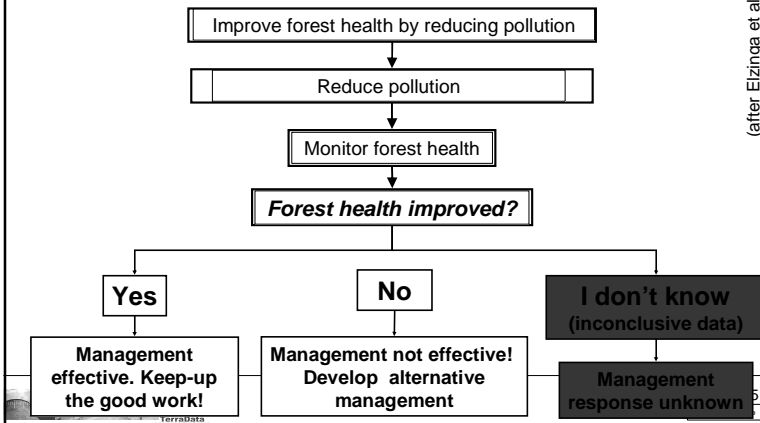 Improve forest health by reducing pollution
Reduce pollution
Monitor forest health
Forest health improved?
Yes
No
I don't know
(inconclusive data)
Management
effective. Keep-up
the good work!
Management not effective!
Develop alternative
management
Management
response unknown
(after Elzinga et al
TerraData